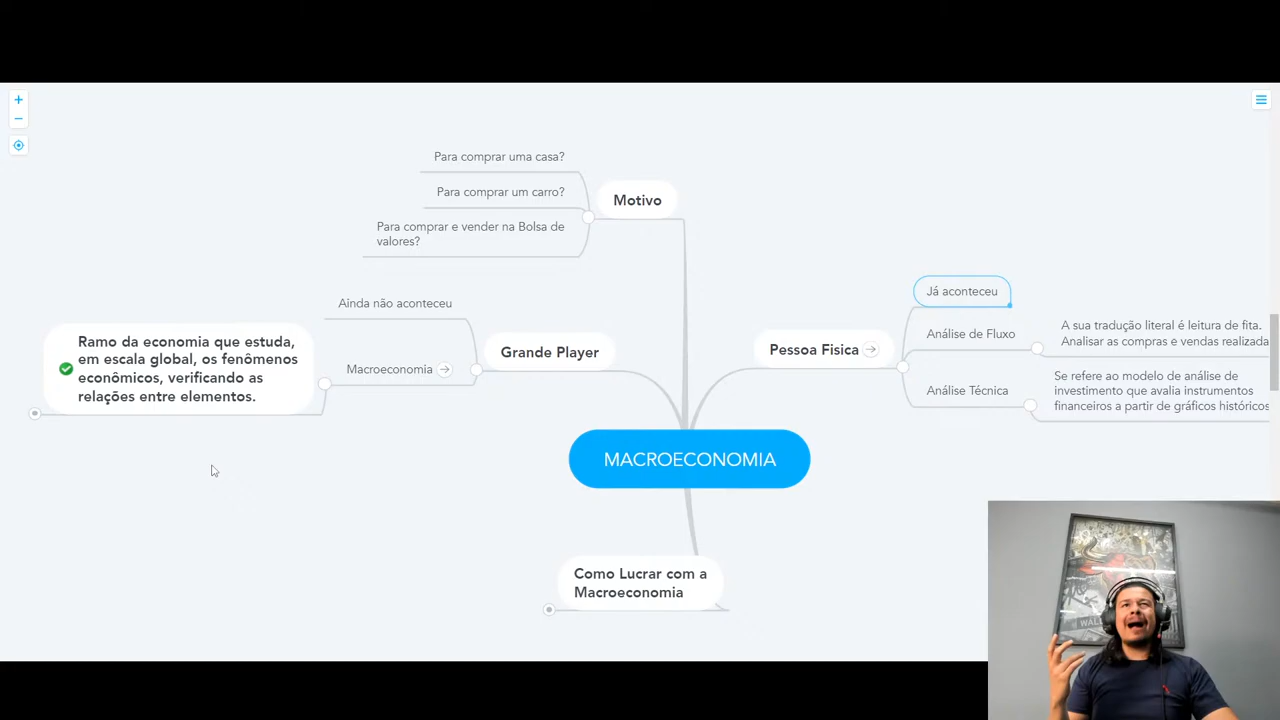 Para comprar uma casa?
Para comprar um carro?
Para comprar e vender na Bolsa de
valores?
Motivo
Ainda não aconteceu
Macroeconomia
Grande Player
Ramo da economia que estuda,
em escala global, os fenômenos
econômicos, verificando as
relações entre elementos.
Pessoa Fisica
Já aconteceu
Análise de Fluxo
A sua tradução literal é leitura de fita.
Analisar as compras e vendas realizada
Análise Técnica
Se refere ao modelo de análise de
investimento que avalia instrumentos
financeiros a partir de gráficos históricos
MACROECONOMIA
Como Lucrar com a
Macroeconomia
WALL